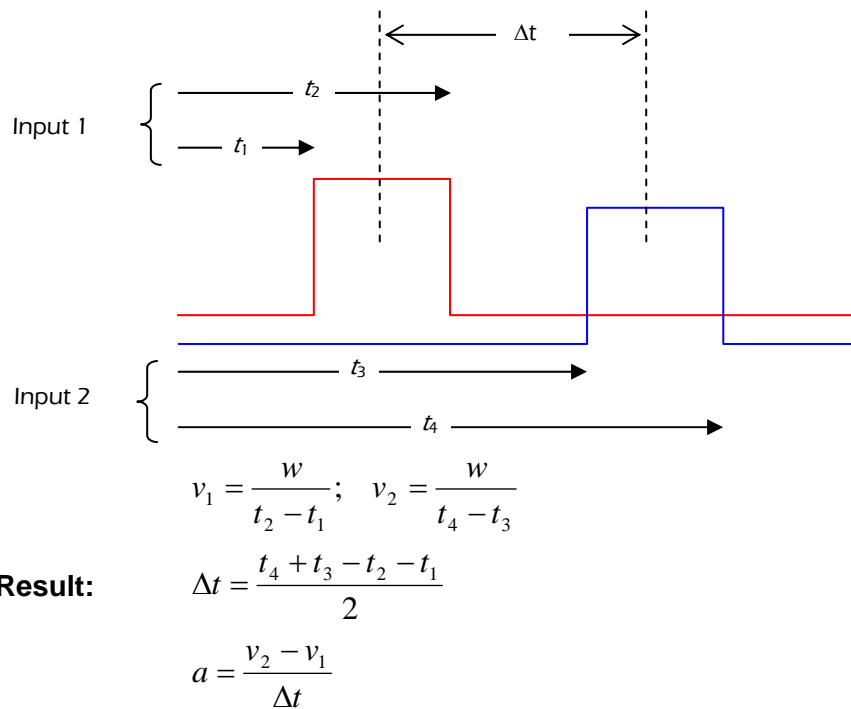 Δt
t2
Input 1
t1
t3
Input 2
t4
v1 = w / (t2 − t1); v2 = w / (t4 − t3)
Result: Δt = (t4 + t3 − t2 − t1) / 2
a = (v2 − v1) / Δt